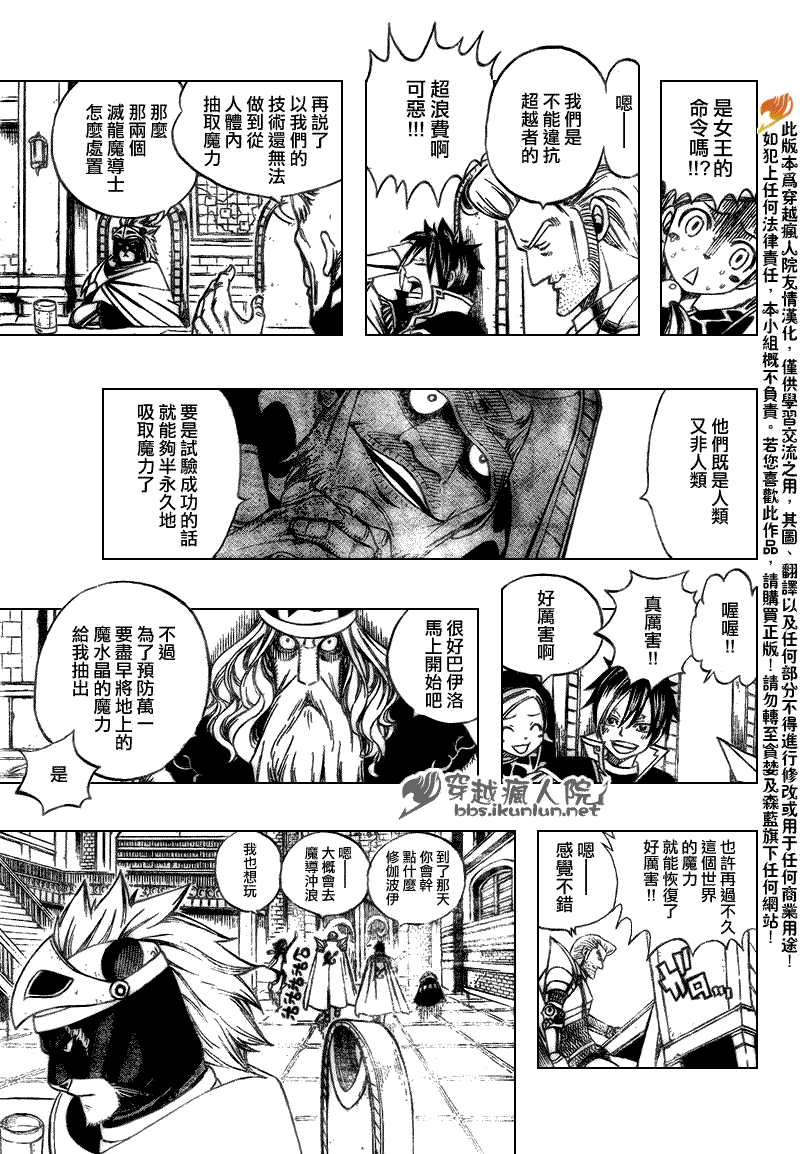 是女王的
命令嗎!!?
嗯——
我們是
不能違抗
超越者的
超浪費啊
可惡!!!
再說了
以我們的
技術還無法
做到從
人體內
抽取魔力
那麼
那兩個
滅龍魔導士
怎麼處置
他們既是人類
又非人類
要是試驗成功的話
就能夠半永久地
吸取魔力了
喔!!
真厲害!!
好厲害啊
很好巴伊洛
馬上開始吧
不過
為了預防萬一
要盡早將地上的
魔水晶的魔力
給我抽出
是
也許再過不久
這個世界
的魔力
就能恢復了
好厲害!!
嗯——
感覺不錯
到了那天
你會幹
點什麼
修伽波伊
嗯——
大概會去
魔導沖浪
我也想玩
穿越瘋人院
bbs.ikunlun.net
此版本爲穿越瘋人院友情漢化，僅供學習交流之用，其圖、翻譯以及任何部分不得進行修改或用于任何商業用途！
如犯上任何法律責任，本小組概不負責。若您喜歡此作品，請購買正版！請勿轉至貪婪及森藍旗下任何網站！